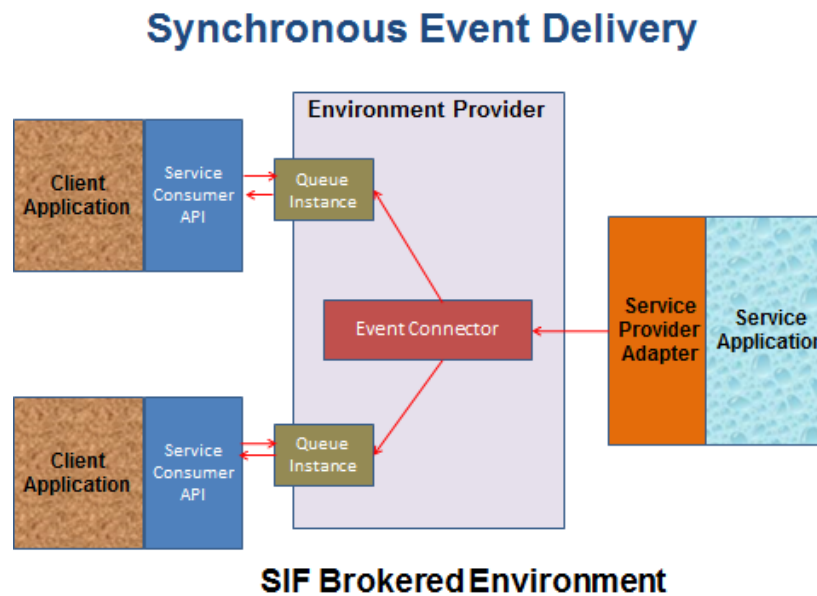 Synchronous Event Delivery
Environment Provider
Client
Application
Service
Consumer
API
Queue
Instance
Event Connector
Service
Provider
Adapter
Service
Application
Client
Application
Service
Consumer
API
Queue
Instance
SIF Brokered Environment